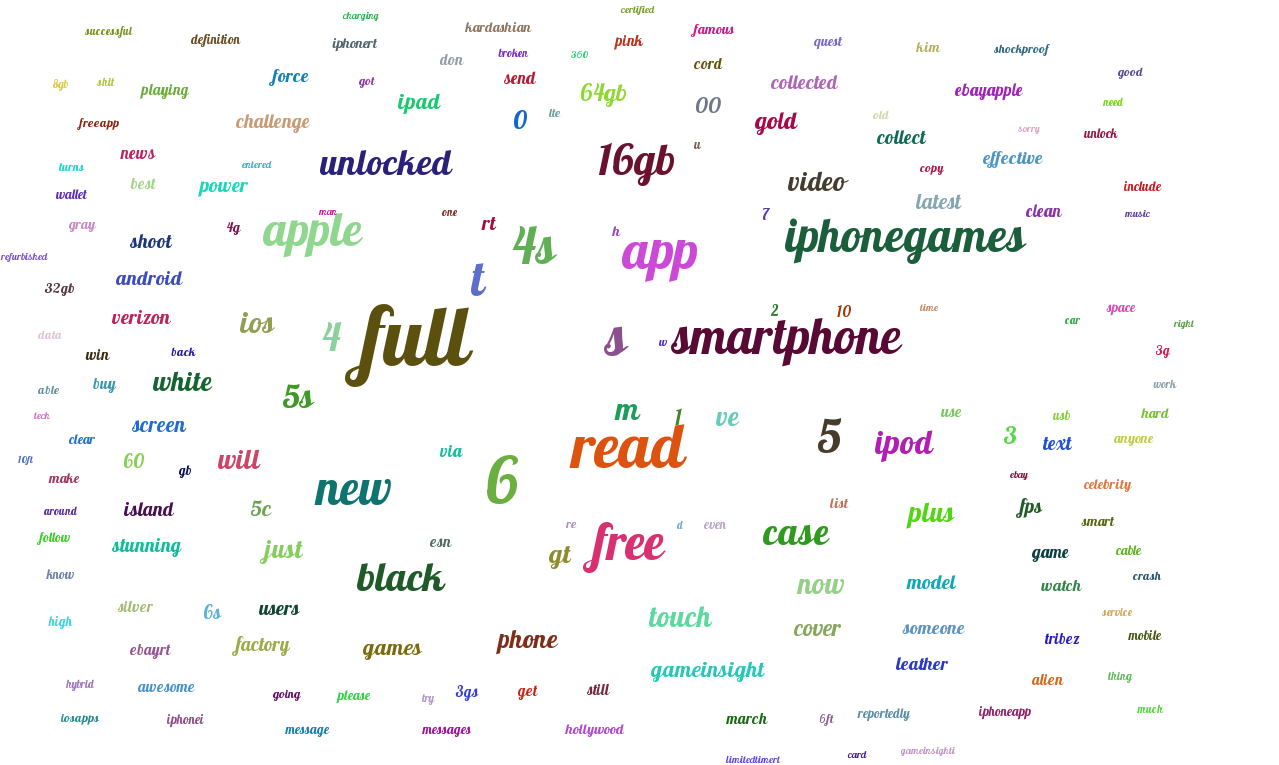 certified
charging
successful
kardashian
famous
definition
iphonert
pink
quest
kim
shockproof
don
broken
360
cord
good
8gb
shit
playing
force
got
send
64gb
collected
ebayapple
ipad
00
need
freeapp
challenge
0
lte
gold
old
collect
sorry
unlock
news
turns
entered
unlocked
16gb
u
effective
copy
wallet
best
power
video
include
latest
gray
4g
man
apple
one
rt
4s
h
app
7
iphonegames
clean
music
shoot
refurbished
android
t
32gb
verizon
ios
4
full
s
w
smartphone
2
10
time
space
car
right
data
win
back
3g
able
buy
white
5s
work
tech
screen
m
1
ve
use
usb
hard
clear
read
5
ipod
3
text
anyone
10ft
60
gb
will
via
make
new
6
ebay
celebrity
around
island
5c
list
plus
fps
smart
follow
stunning
just
esn
gt
re
free
d
even
case
game
cable
know
black
now
model
watch
crash
silver
6s
users
touch
service
high
cover
someone
tribez
mobile
ebayrt
factory
games
phone
gameinsight
leather
hybrid
awesome
going
please
try
3gs
get
still
alien
thing
iosapps
iphonei
message
messages
hollywood
march
6ft
reportedly
iphoneapp
much
limitedtimert
card
gameinsighti